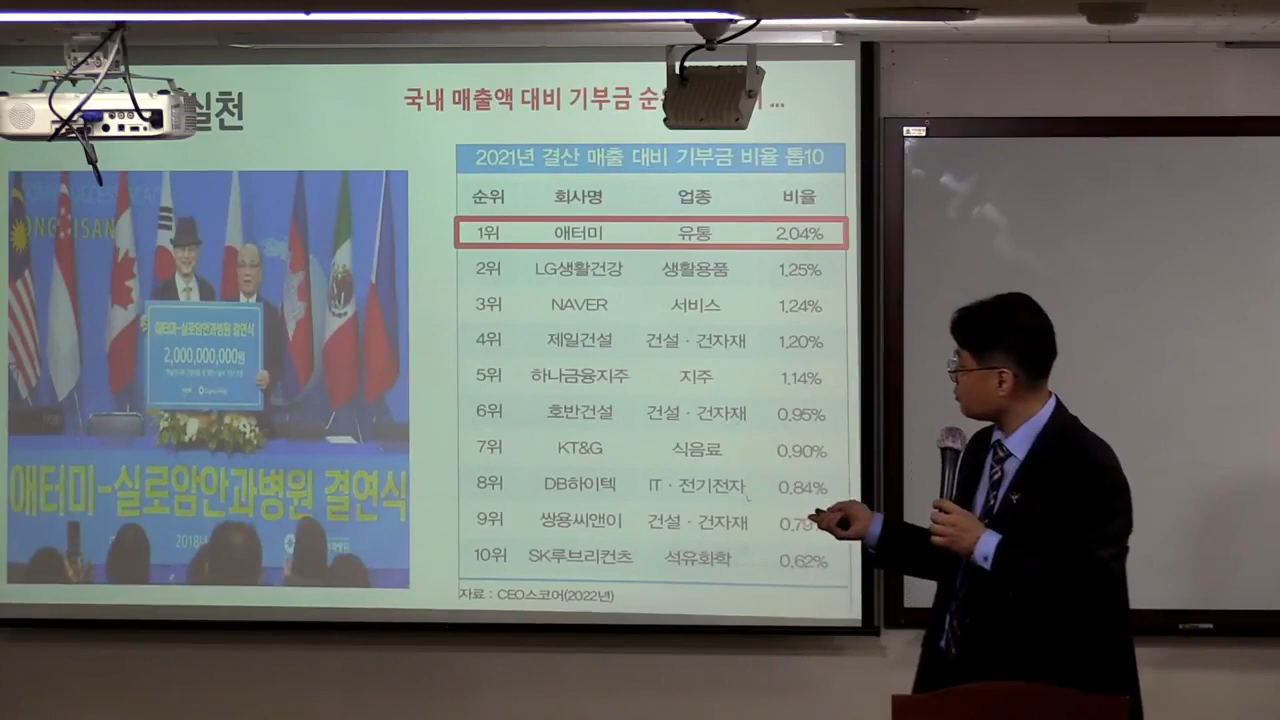 실천
국내 매출액 대비 기부금 순 ...
2021년 결산 매출 대비 기부금 비율 톱10
순위 회사명 업종 비율
1위 애터미 유통 2.04%
2위 LG생활건강 생활용품 1.25%
3위 NAVER 서비스 1.24%
4위 제일건설 건설·건자재 1.20%
5위 하나금융지주 지주 1.14%
6위 호반건설 건설·건자재 0.95%
7위 KT&G 식음료 0.90%
8위 DB하이텍 IT·전기전자 0.84%
9위 쌍용씨앤이 건설·건자재 0.79
10위 SK루브리컨츠 석유화학 0.62%
자료 : CEO스코어(2022년)
애터미-실로암안과병원 결연식
2,000,000,000원
애터미-실로암안과병원 결연식
2018년